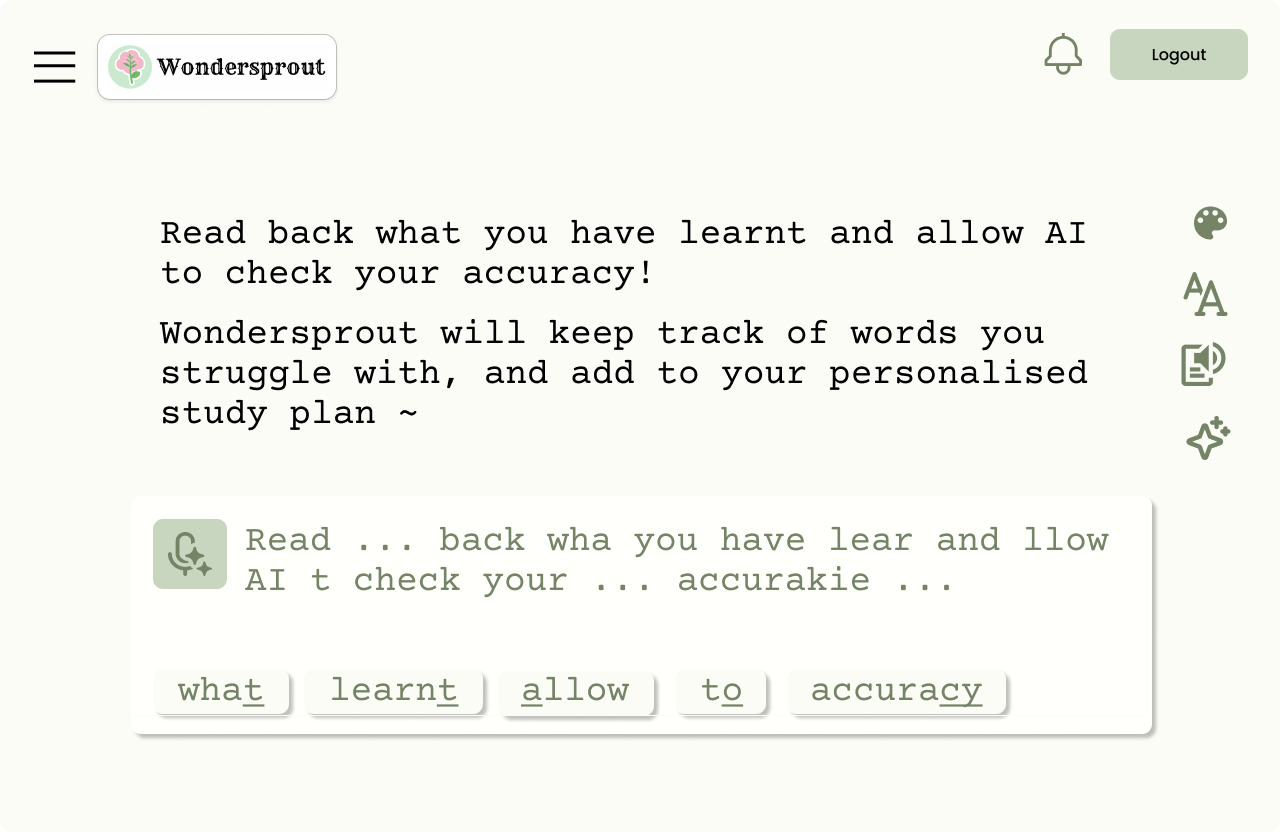 Wondersprout
Logout
Read back what you have learnt and allow AI
to check your accuracy!
Wondersprout will keep track of words you
struggle with, and add to your personalised
study plan ~
Read ... back wha you have lear and llow
AI t check your ... accurakie ...
what learnt allow to accuracy